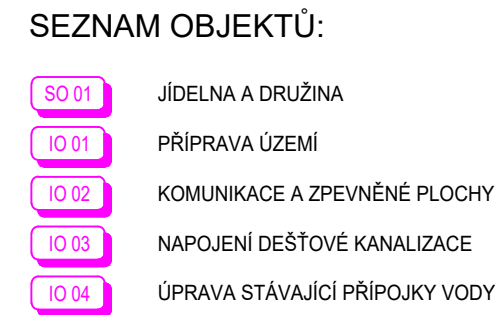 SEZNAM OBJEKTŮ:
SO 01 JÍDELNA A DRUŽINA
IO 01 PŘÍPRAVA ÚZEMÍ
IO 02 KOMUNIKACE A ZPEVNĚNÉ PLOCHY
IO 03 NAPOJENÍ DEŠŤOVÉ KANALIZACE
IO 04 ÚPRAVA STÁVAJÍCÍ PŘÍPOJKY VODY